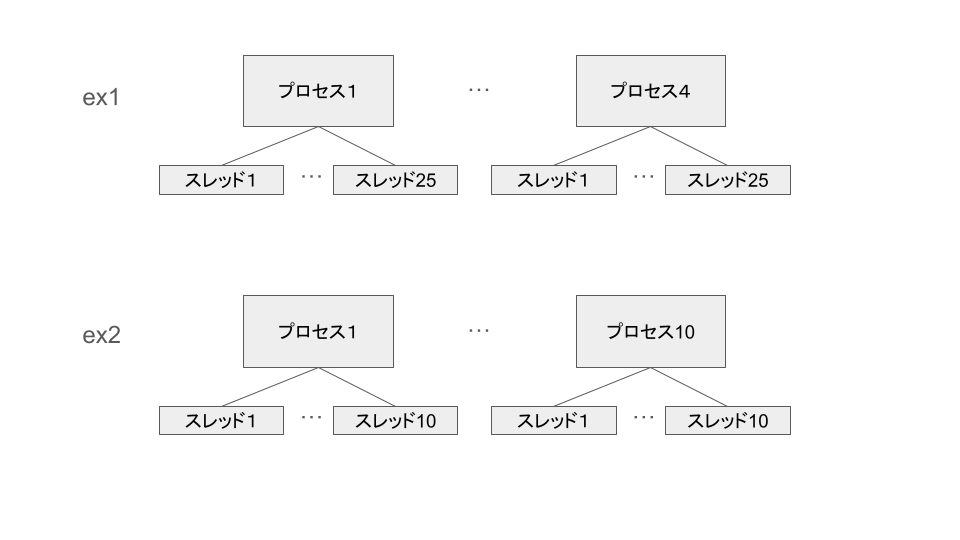 ex1
プロセス1
…
プロセス4
スレッド1
…
スレッド25
スレッド1
…
スレッド25
ex2
プロセス1
…
プロセス10
スレッド1
…
スレッド10
スレッド1
…
スレッド10